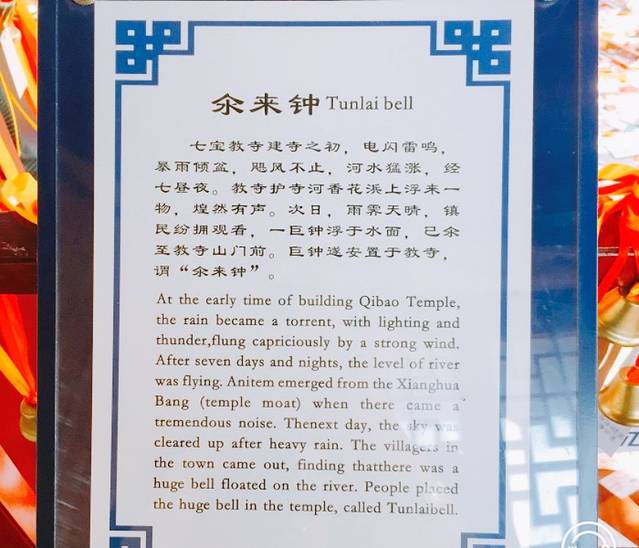 氽来钟 Tunlai bell
七宝教寺建寺之初，电闪雷鸣，
暴雨倾盆，飓风不止，河水猛涨，经
七昼夜。教寺护寺河香花浜上浮来一
物，煌然有声。次日，雨霁天晴，镇
民纷拥观看，一巨钟浮于水面，已氽
至教寺山门前。巨钟遂安置于教寺，
谓“氽来钟”。
At the early time of building Qibao Temple,
the rain became a torrent, with lighting and
thunder,flung capriciously by a strong wind.
After seven days and nights, the level of river
was flying. Anitem emerged from the Xianghua
Bang (temple moat) when there came a
tremendous noise. Thenext day, the sky was
cleared up after heavy rain. The villagers in
the town came out, finding thatthere was a
huge bell floated on the river. People placed
the huge bell in the temple, called Tunlaibell.